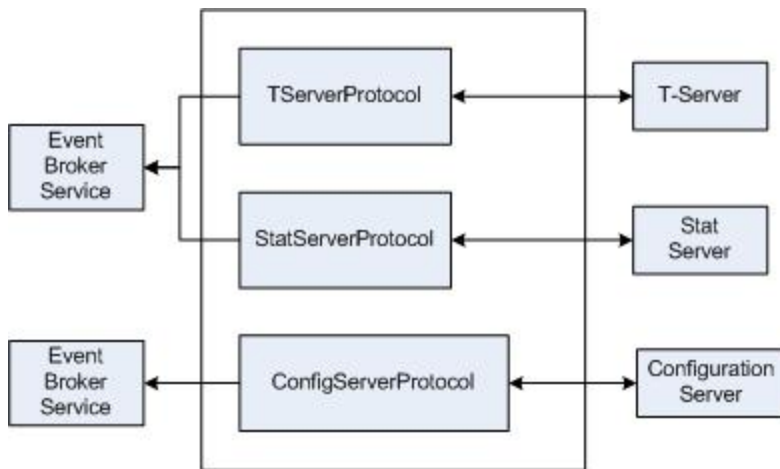 TServerProtocol
T-Server
Event
Broker
Service
StatServerProtocol
Stat
Server
Event
Broker
Service
ConfigServerProtocol
Configuration
Server